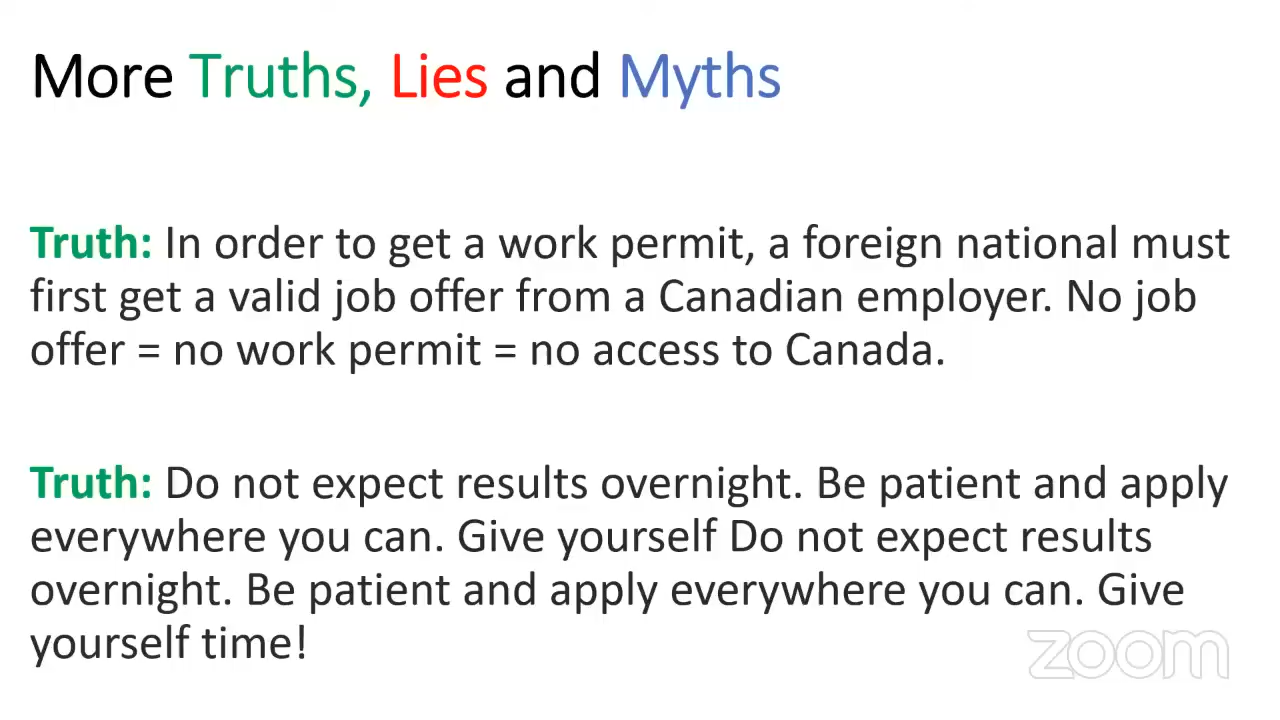 More Truths, Lies and Myths
Truth: In order to get a work permit, a foreign national must
first get a valid job offer from a Canadian employer. No job
offer = no work permit = no access to Canada.
Truth: Do not expect results overnight. Be patient and apply
everywhere you can. Give yourself Do not expect results
overnight. Be patient and apply everywhere you can. Give
yourself time!
zoom